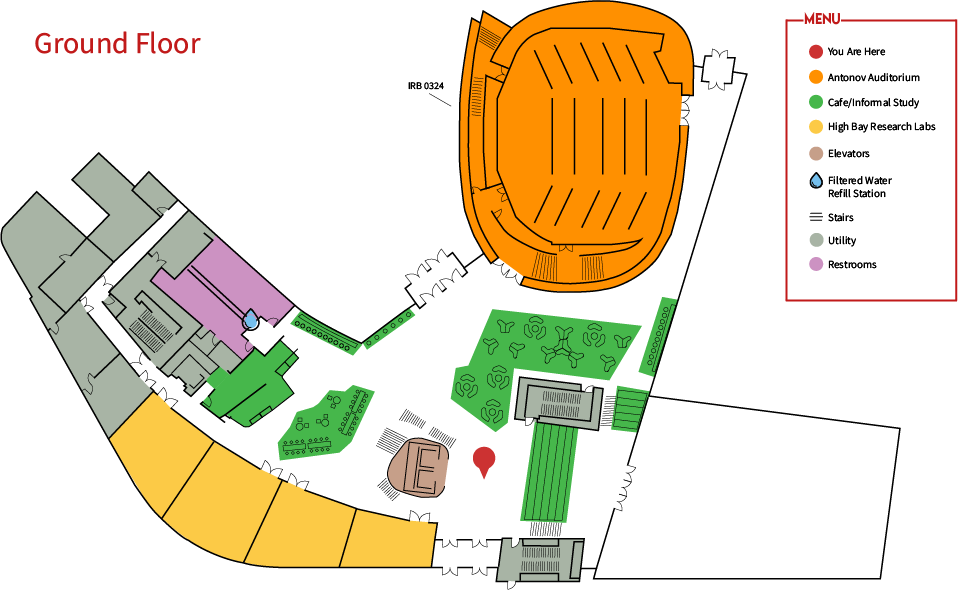 Ground Floor
IRB 0324
MENU
You Are Here
Antonov Auditorium
Cafe/Informal Study
High Bay Research Labs
Elevators
Filtered Water
Refill Station
Stairs
Utility
Restrooms